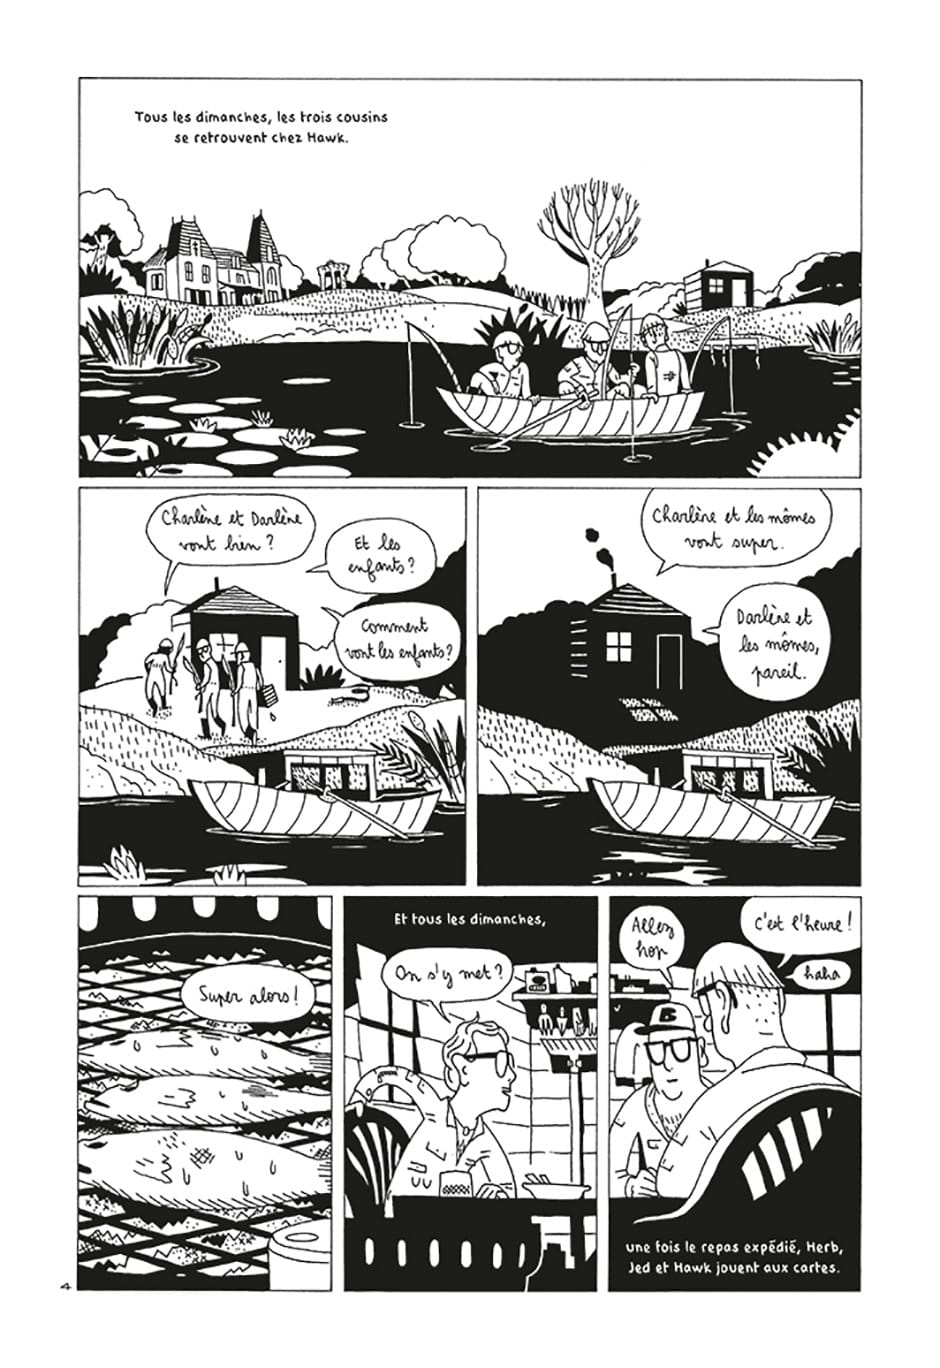 Tous les dimanches, les trois cousins
se retrouvent chez Hawk.
Charlène et Darlène
vont bien ?
Et les
enfants ?
Comment
vont les enfants ?
Charlène et les mômes
vont super.
Darlène et
les mômes,
pareil.
Super alors !
Et tous les dimanches,
On s'y met ?
Allez
hop
C'est l'heure !
haha
B
une fois le repas expédié, Herb,
Jed et Hawk jouent aux cartes.
4